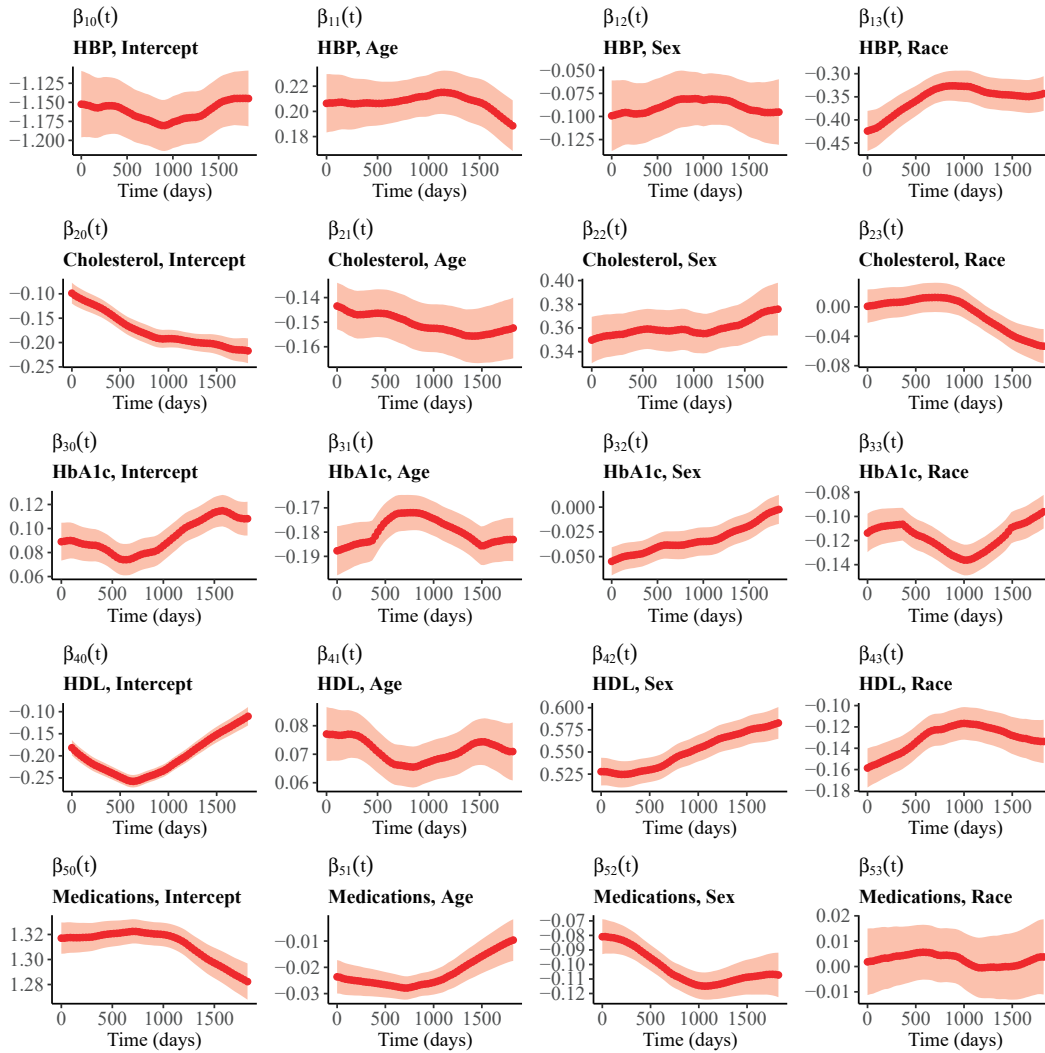 β10(t) β11(t) β12(t) β13(t)
HBP, Intercept HBP, Age HBP, Sex HBP, Race
−1.125
−1.150
−1.175
−1.200
0 500 1000 1500
Time (days)
0.22
0.20
0.18
0 500 1000 1500
Time (days)
−0.050
−0.075
−0.100
−0.125
0 500 1000 1500
Time (days)
−0.30
−0.35
−0.40
−0.45
0 500 1000 1500
Time (days)
β20(t) β21(t) β22(t) β23(t)
Cholesterol, Intercept Cholesterol, Age Cholesterol, Sex Cholesterol, Race
−0.10
−0.15
−0.20
−0.25
0 500 1000 1500
Time (days)
−0.14
−0.15
−0.16
0 500 1000 1500
Time (days)
0.40
0.38
0.36
0.34
0 500 1000 1500
Time (days)
0.00
−0.04
−0.08
0 500 1000 1500
Time (days)
β30(t) β31(t) β32(t) β33(t)
HbA1c, Intercept HbA1c, Age HbA1c, Sex HbA1c, Race
0.12
0.10
0.08
0.06
0 500 1000 1500
Time (days)
−0.17
−0.18
−0.19
0 500 1000 1500
Time (days)
0.000
−0.025
−0.050
0 500 1000 1500
Time (days)
−0.08
−0.10
−0.12
−0.14
0 500 1000 1500
Time (days)
β40(t) β41(t) β42(t) β43(t)
HDL, Intercept HDL, Age HDL, Sex HDL, Race
−0.10
−0.15
−0.20
−0.25
0 500 1000 1500
Time (days)
0.08
0.07
0.06
0 500 1000 1500
Time (days)
0.600
0.575
0.550
0.525
0 500 1000 1500
Time (days)
−0.10
−0.12
−0.14
−0.16
−0.18
0 500 1000 1500
Time (days)
β50(t) β51(t) β52(t) β53(t)
Medications, Intercept Medications, Age Medications, Sex Medications, Race
1.32
1.30
1.28
0 500 1000 1500
Time (days)
−0.01
−0.02
−0.03
0 500 1000 1500
Time (days)
−0.07
−0.08
−0.09
−0.10
−0.11
−0.12
0 500 1000 1500
Time (days)
0.02
0.01
0.00
−0.01
0 500 1000 1500
Time (days)